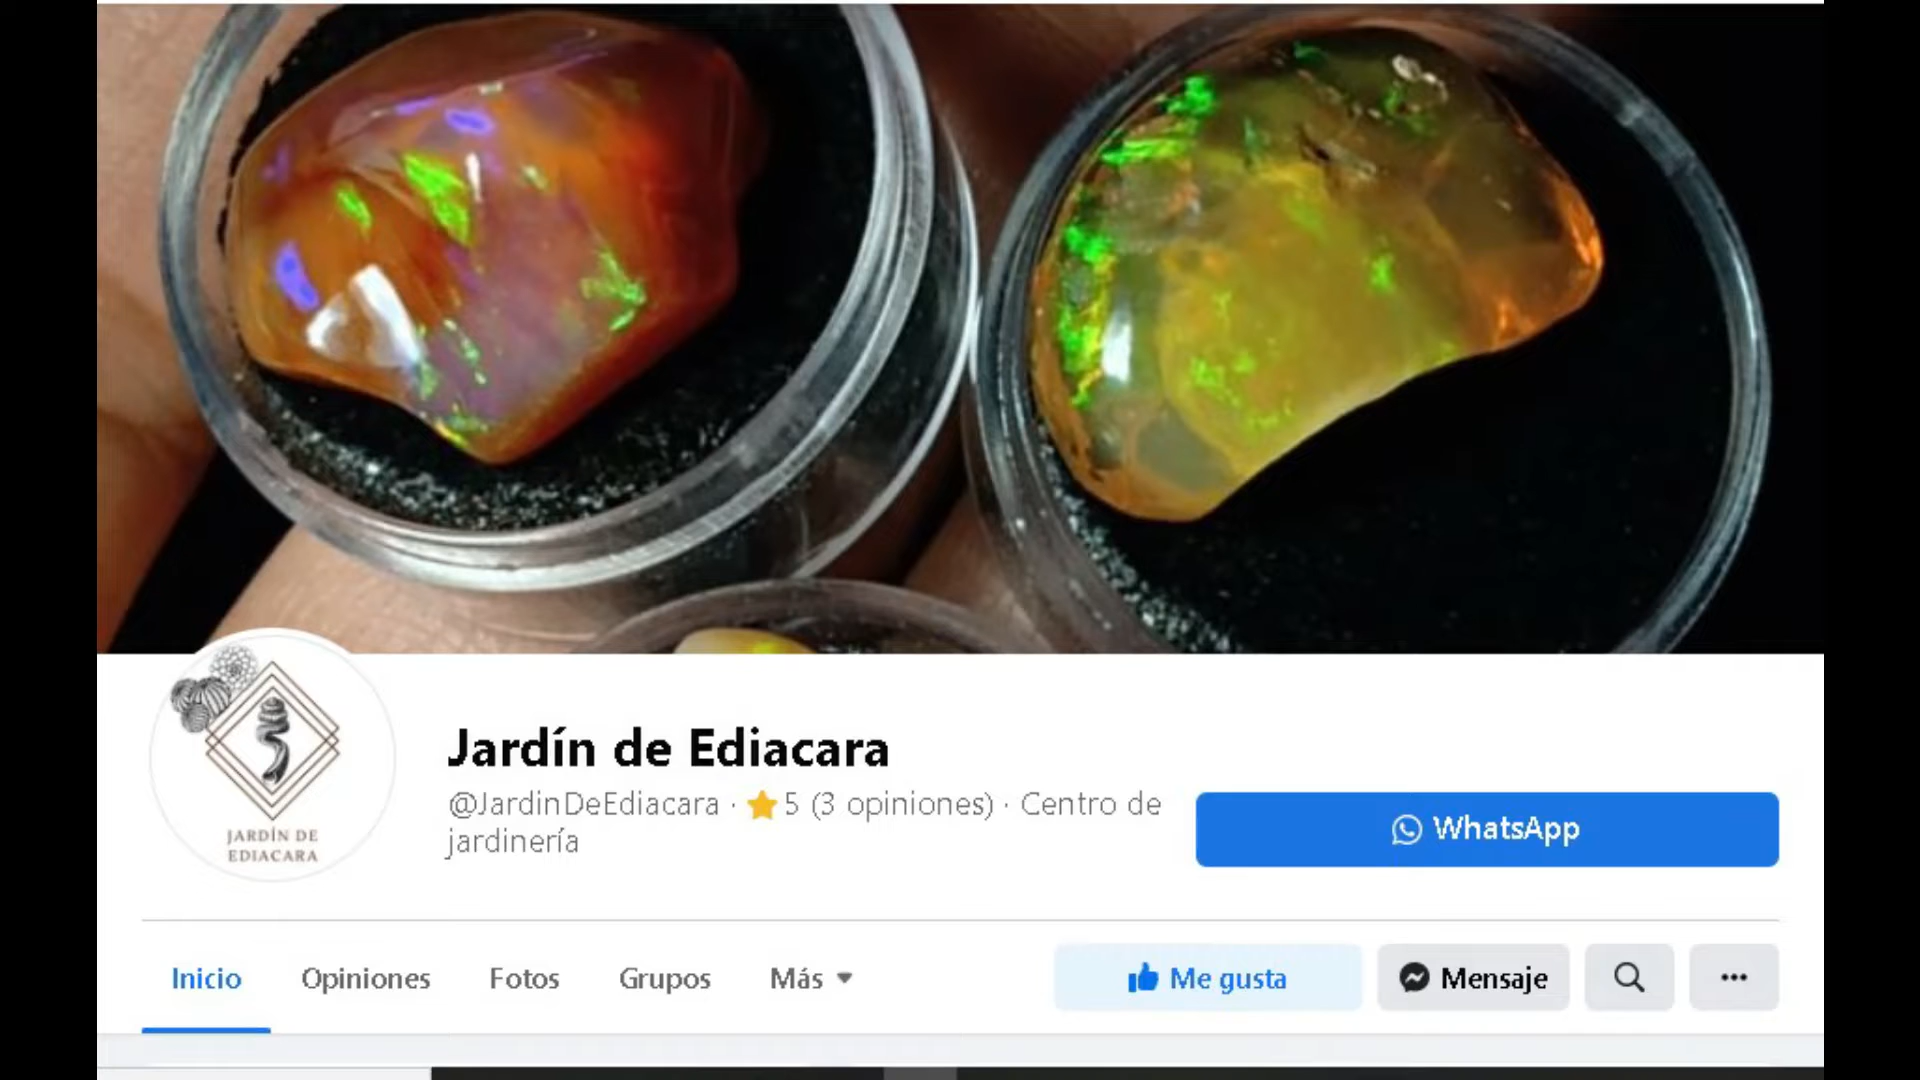 JARDÍN DE
EDIACARA
Jardín de Ediacara
@JardinDeEdiacara · 5 (3 opiniones) · Centro de
jardinería
WhatsApp
Inicio
Opiniones
Fotos
Grupos
Más
Me gusta
Mensaje